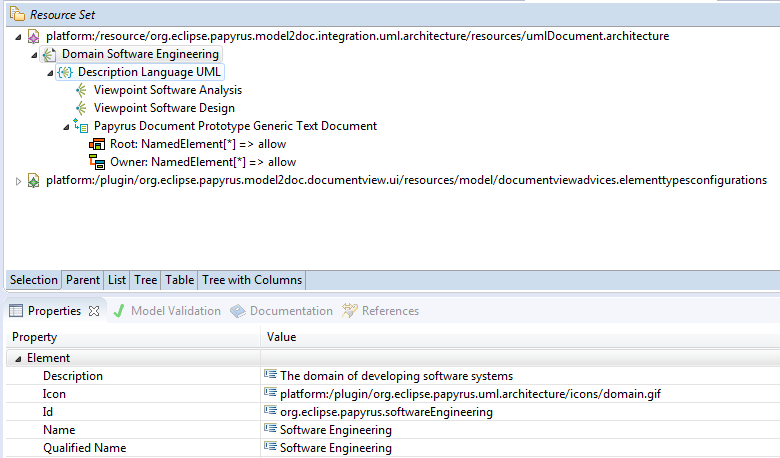 Resource Set
platform:/resource/org.eclipse.papyrus.model2doc.integration.uml.architecture/resources/umlDocument.architecture
Domain Software Engineering
Description Language UML
Viewpoint Software Analysis
Viewpoint Software Design
Papyrus Document Prototype Generic Text Document
Root: NamedElement[*] => allow
Owner: NamedElement[*] => allow
platform:/plugin/org.eclipse.papyrus.model2doc.documentview.ui/resources/model/documentviewadvices.elementtypesconfigurations
Selection Parent List Tree Table Tree with Columns
Properties Model Validation Documentation References
Property Value
Element
Description The domain of developing software systems
Icon platform:/plugin/org.eclipse.papyrus.uml.architecture/icons/domain.gif
Id org.eclipse.papyrus.softwareEngineering
Name Software Engineering
Qualified Name Software Engineering